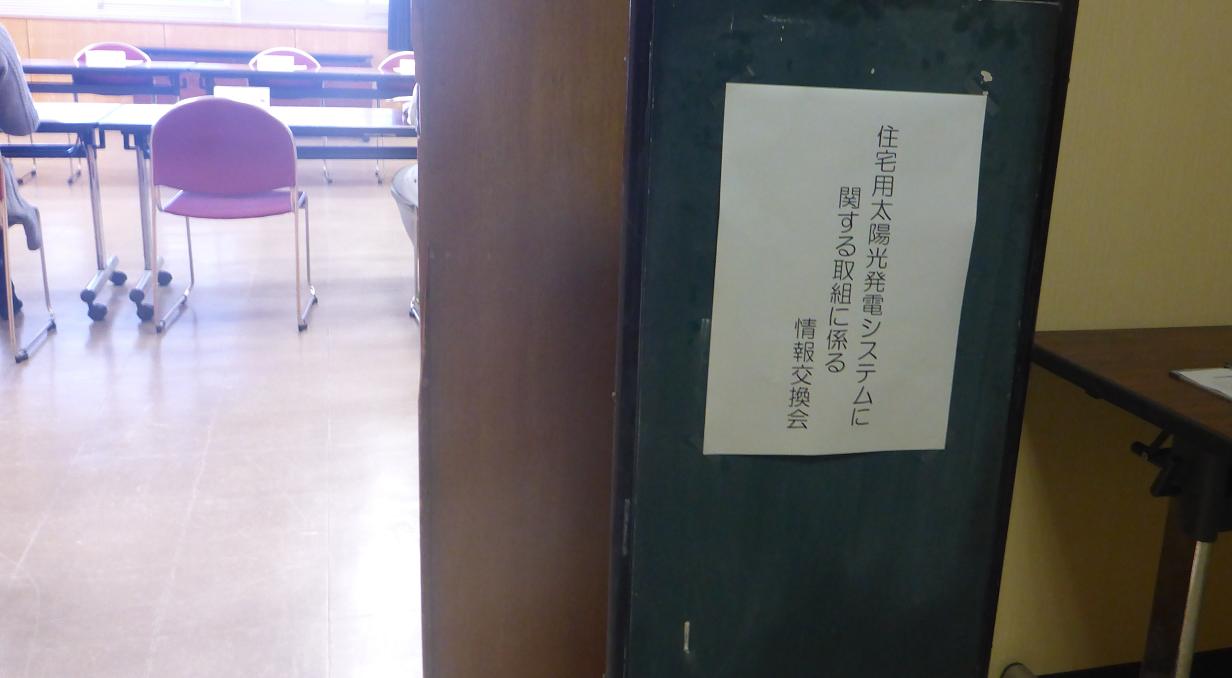 住宅用太陽光発電システムに
関する取組に係る
情報交換会